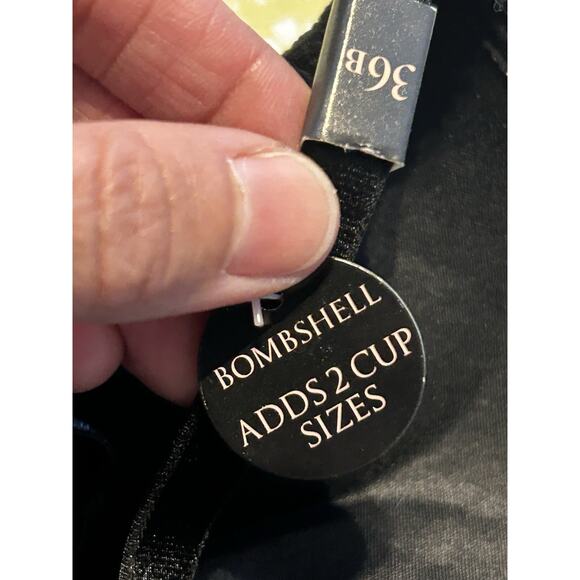 36B
BOMBSHELL
ADDS 2 CUP
SIZES